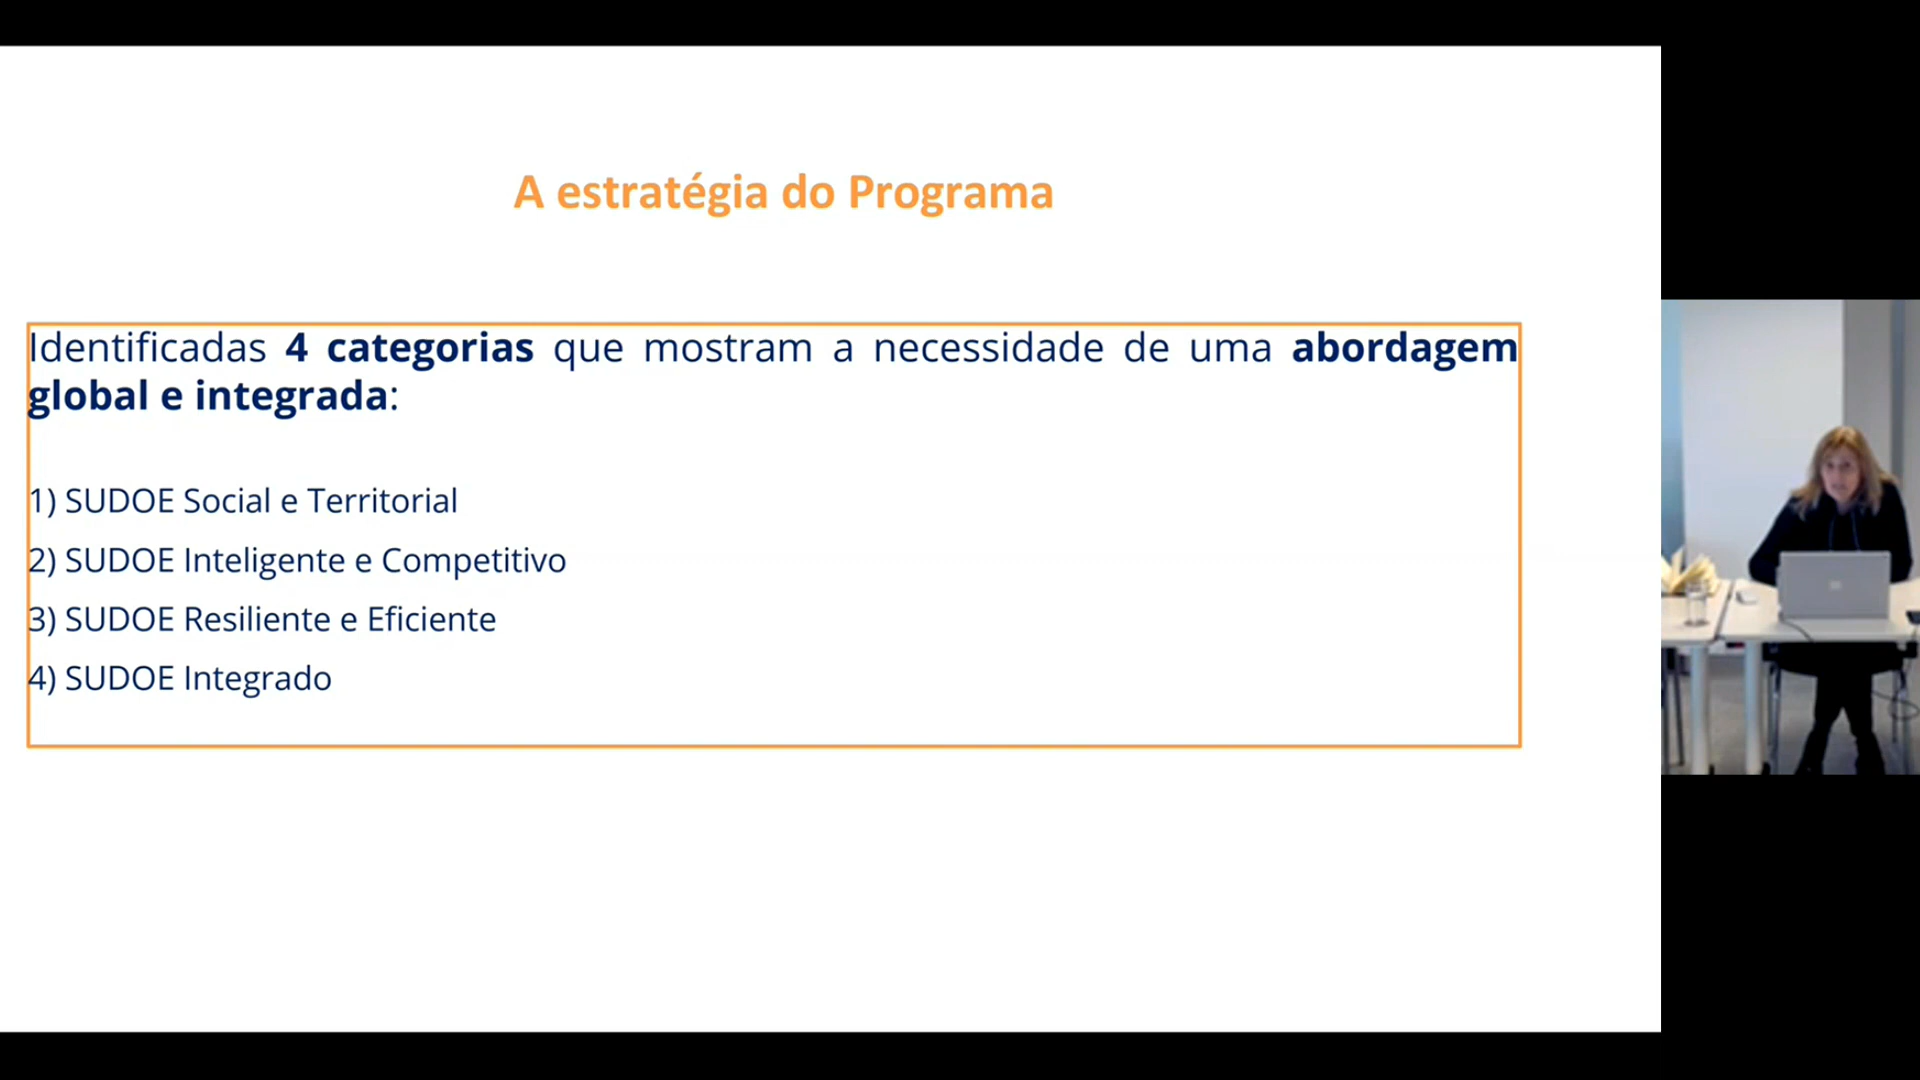 A estratégia do Programa
Identificadas 4 categorias que mostram a necessidade de uma abordagem
global e integrada:
1) SUDOE Social e Territorial
2) SUDOE Inteligente e Competitivo
3) SUDOE Resiliente e Eficiente
4) SUDOE Integrado